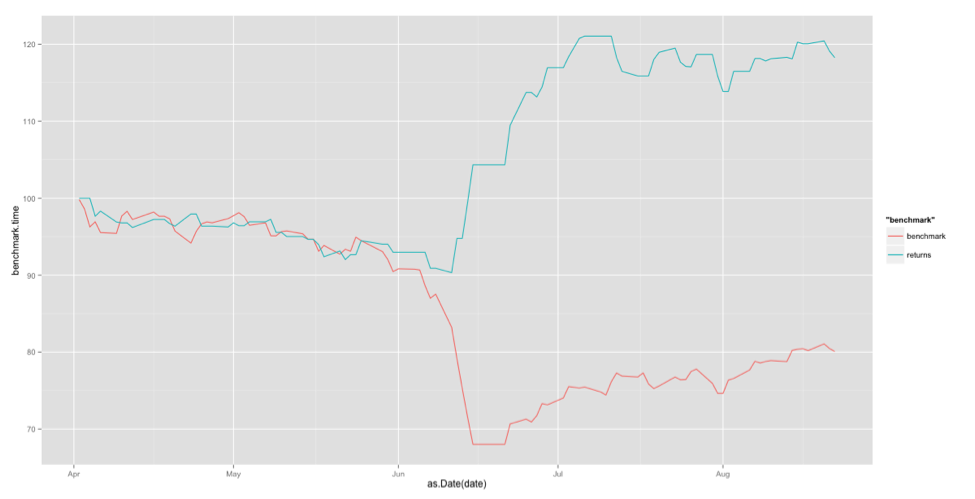 120
110
100
90
80
70
benchmark.time
Apr
May
Jun
Jul
Aug
as.Date(date)
"benchmark"
benchmark
returns